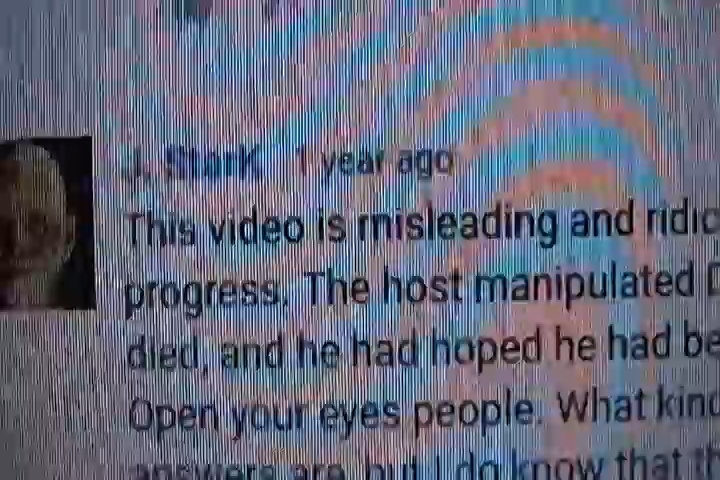 J. Stark 1 year ago
This video is misleading and ridic
progress. The host manipulated D
died, and he had hoped he had be
Open your eyes people. What kind
answers are, but I do know that th